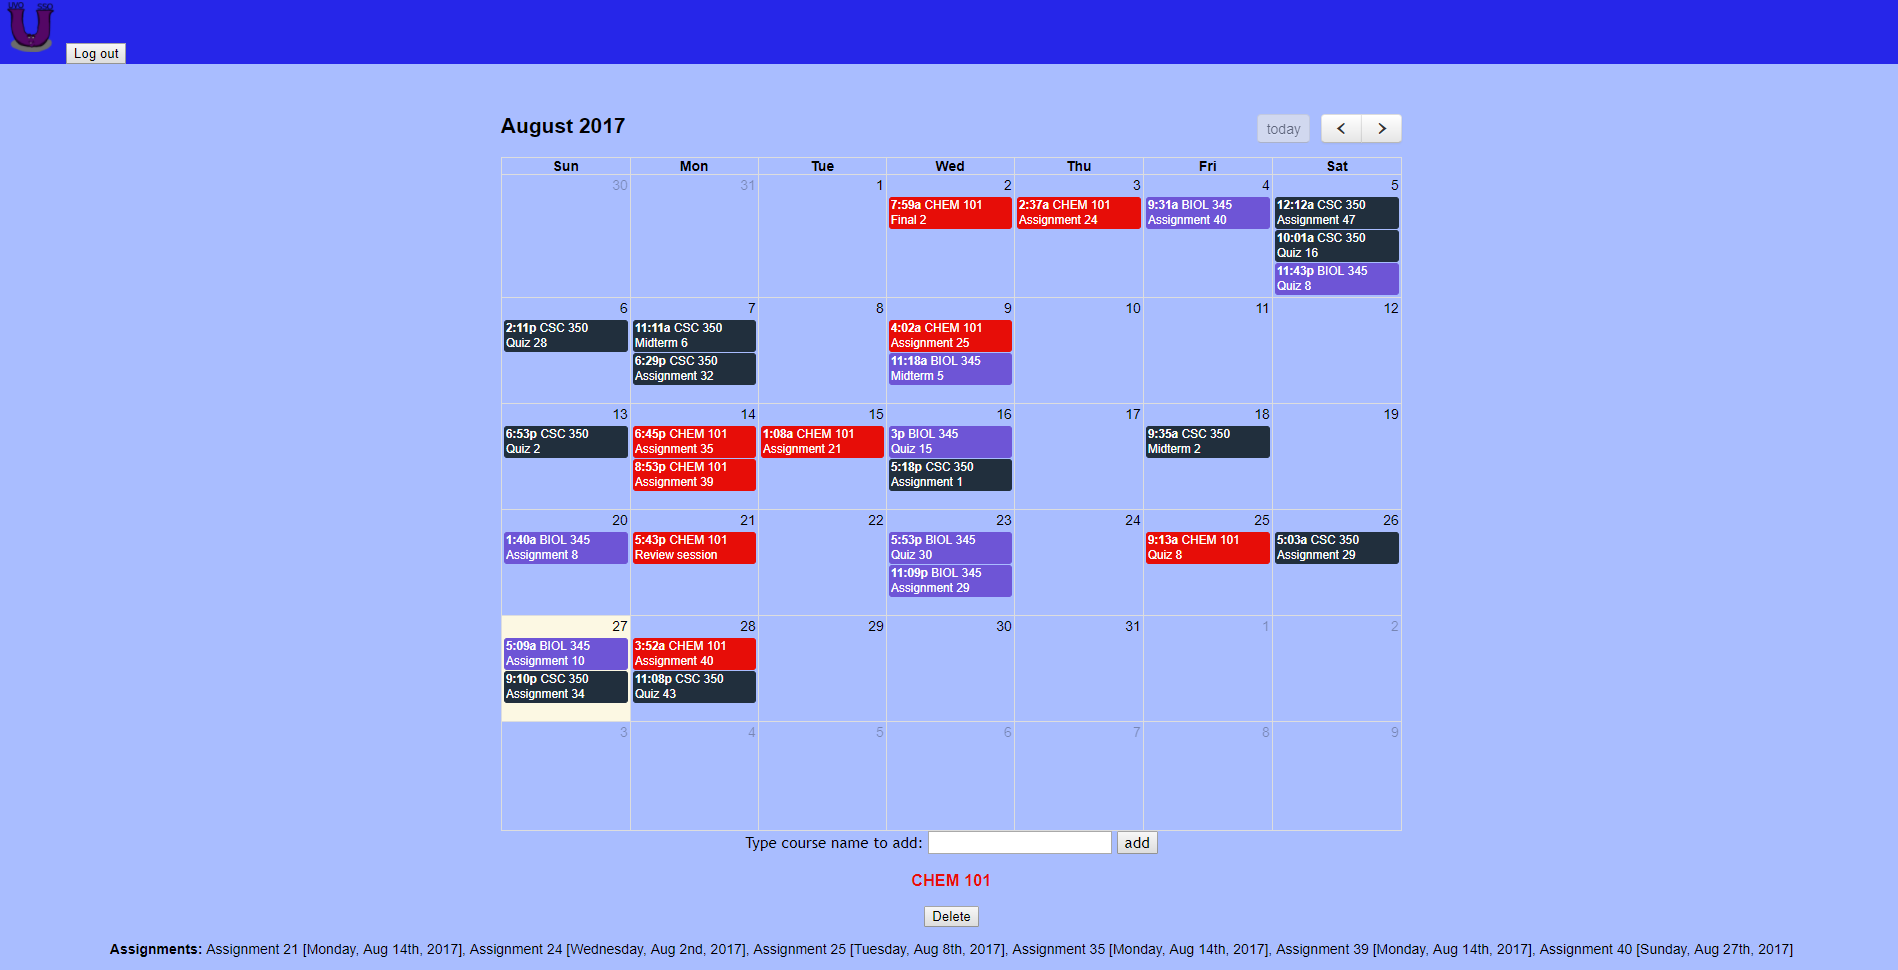 UVO SSO
Log out
August 2017
today
Sun Mon Tue Wed Thu Fri Sat
30 31 1 2 3 4 5
7:59a CHEM 101
Final 2
2:37a CHEM 101
Assignment 24
9:31a BIOL 345
Assignment 40
12:12a CSC 350
Assignment 47
10:01a CSC 350
Quiz 16
11:43p BIOL 345
Quiz 8
6 7 8 9 10 11 12
2:11p CSC 350
Quiz 28
11:11a CSC 350
Midterm 6
6:29p CSC 350
Assignment 32
4:02a CHEM 101
Assignment 25
11:18a BIOL 345
Midterm 5
13 14 15 16 17 18 19
6:53p CSC 350
Quiz 2
6:45p CHEM 101
Assignment 35
8:53p CHEM 101
Assignment 39
1:08a CHEM 101
Assignment 21
3p BIOL 345
Quiz 15
5:18p CSC 350
Assignment 1
9:35a CSC 350
Midterm 2
20 21 22 23 24 25 26
1:40a BIOL 345
Assignment 8
5:43p CHEM 101
Review session
5:53p BIOL 345
Quiz 30
11:09p BIOL 345
Assignment 29
9:13a CHEM 101
Quiz 8
5:03a CSC 350
Assignment 29
27 28 29 30 31 1 2
5:09a BIOL 345
Assignment 10
9:10p CSC 350
Assignment 34
3:52a CHEM 101
Assignment 40
11:08p CSC 350
Quiz 43
3 4 5 6 7 8 9
Type course name to add: add
CHEM 101
Delete
Assignments: Assignment 21 [Monday, Aug 14th, 2017], Assignment 24 [Wednesday, Aug 2nd, 2017], Assignment 25 [Tuesday, Aug 8th, 2017], Assignment 35 [Monday, Aug 14th, 2017], Assignment 39 [Monday, Aug 14th, 2017], Assignment 40 [Sunday, Aug 27th, 2017]